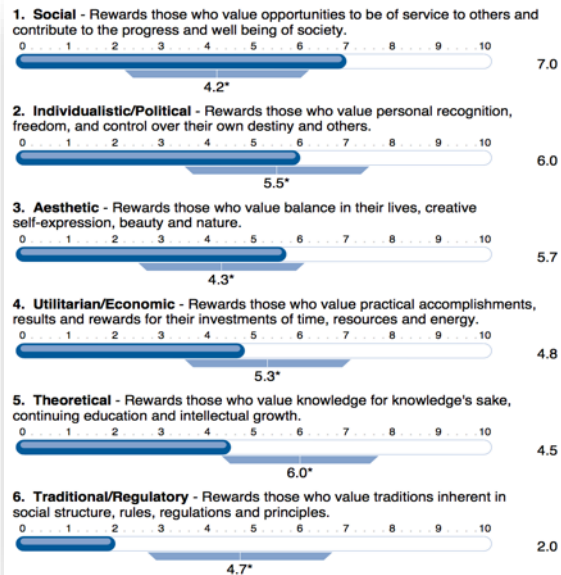 1. Social - Rewards those who value opportunities to be of service to others and
contribute to the progress and well being of society.
0 . . . . 1 . . . . 2 . . . . 3 . . . . 4 . . . . 5 . . . . 6 . . . . 7 . . . . 8 . . . . 9 . . . . 10
7.0
4.2*
2. Individualistic/Political - Rewards those who value personal recognition,
freedom, and control over their own destiny and others.
0 . . . . 1 . . . . 2 . . . . 3 . . . . 4 . . . . 5 . . . . 6 . . . . 7 . . . . 8 . . . . 9 . . . . 10
6.0
5.5*
3. Aesthetic - Rewards those who value balance in their lives, creative
self-expression, beauty and nature.
0 . . . . 1 . . . . 2 . . . . 3 . . . . 4 . . . . 5 . . . . 6 . . . . 7 . . . . 8 . . . . 9 . . . . 10
5.7
4.3*
4. Utilitarian/Economic - Rewards those who value practical accomplishments,
results and rewards for their investments of time, resources and energy.
0 . . . . 1 . . . . 2 . . . . 3 . . . . 4 . . . . 5 . . . . 6 . . . . 7 . . . . 8 . . . . 9 . . . . 10
4.8
5.3*
5. Theoretical - Rewards those who value knowledge for knowledge's sake,
continuing education and intellectual growth.
0 . . . . 1 . . . . 2 . . . . 3 . . . . 4 . . . . 5 . . . . 6 . . . . 7 . . . . 8 . . . . 9 . . . . 10
4.5
6.0*
6. Traditional/Regulatory - Rewards those who value traditions inherent in
social structure, rules, regulations and principles.
0 . . . . 1 . . . . 2 . . . . 3 . . . . 4 . . . . 5 . . . . 6 . . . . 7 . . . . 8 . . . . 9 . . . . 10
2.0
4.7*